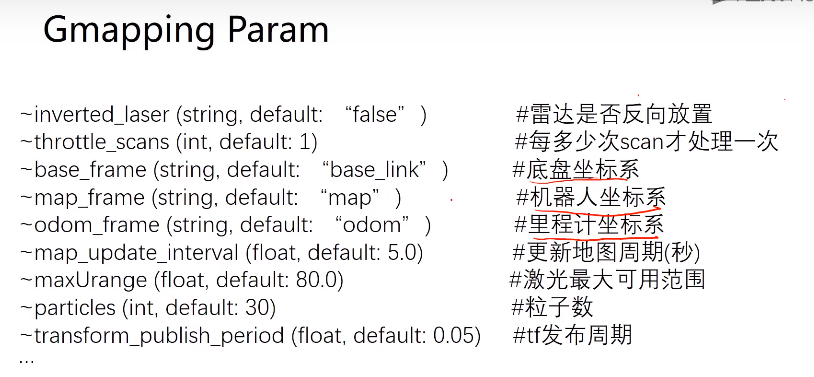 Gmapping Param
~inverted_laser (string, default: “false” ) #雷达是否反向放置
~throttle_scans (int, default: 1) #每多少次scan才处理一次
~base_frame (string, default: “base_link” ) #底盘坐标系
~map_frame (string, default: “map” ) #机器人坐标系
~odom_frame (string, default: “odom” ) #里程计坐标系
~map_update_interval (float, default: 5.0) #更新地图周期(秒)
~maxUrange (float, default: 80.0) #激光最大可用范围
~particles (int, default: 30) #粒子数
~transform_publish_period (float, default: 0.05) #tf发布周期
...